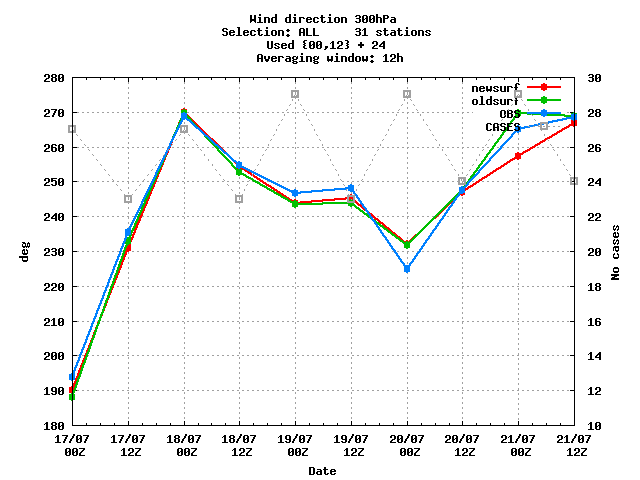 Wind direction 300hPa
Selection: ALL     31 stations
Used {00,12} + 24
Averaging window: 12h
280
270
260
250
240
230
220
210
200
190
180
deg
30
28
26
24
22
20
18
16
14
12
10
No cases
newsurf
oldsurf
OBS
CASES
17/07 17/07 18/07 18/07 19/07 19/07 20/07 20/07 21/07 21/07
00Z 12Z 00Z 12Z 00Z 12Z 00Z 12Z 00Z 12Z
Date